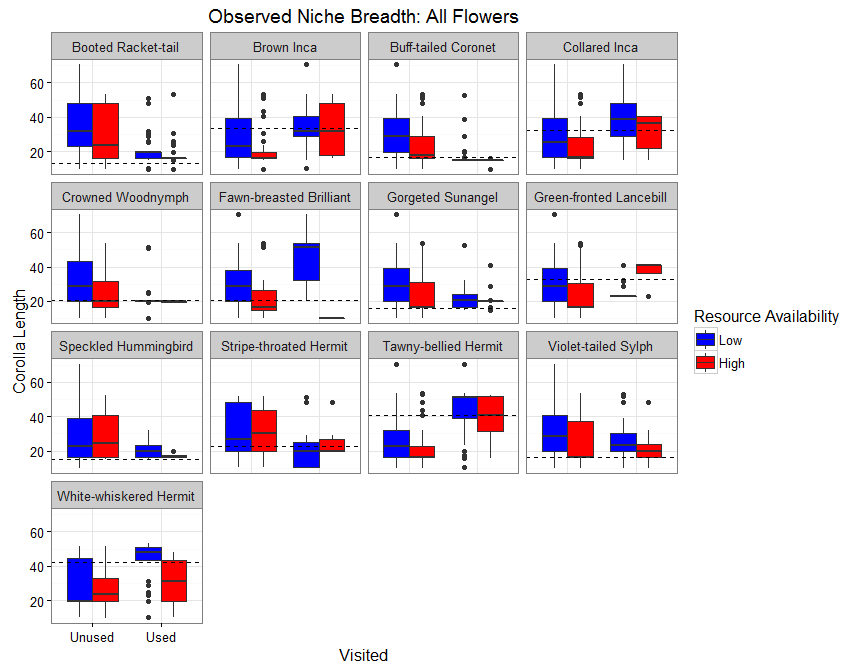 Observed Niche Breadth: All Flowers
Booted Racket-tail
Brown Inca
Buff-tailed Coronet
Collared Inca
60
40
20
Crowned Woodnymph
Fawn-breasted Brilliant
Gorgeted Sunangel
Green-fronted Lancebill
60
40
20
Corolla Length
Speckled Hummingbird
Stripe-throated Hermit
Tawny-bellied Hermit
Violet-tailed Sylph
60
40
20
White-whiskered Hermit
60
40
20
Unused
Used
Visited
Resource Availability
Low
High